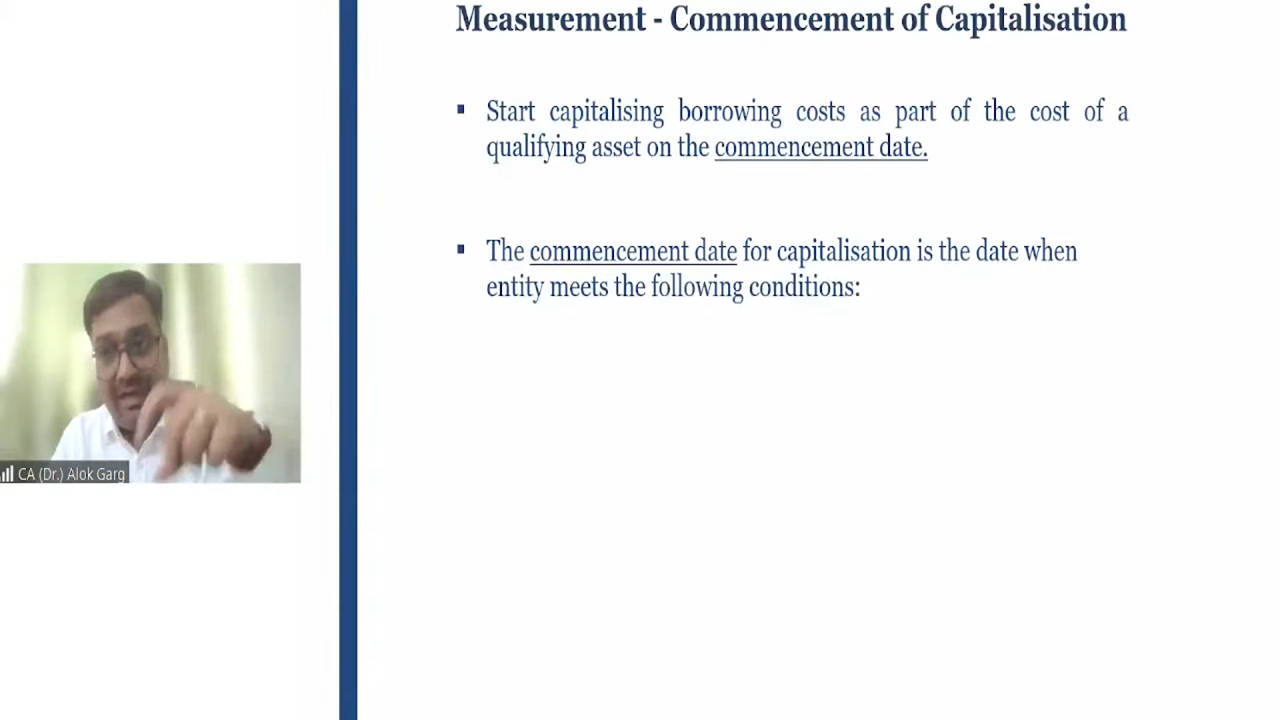 Measurement - Commencement of Capitalisation
▪ Start capitalising borrowing costs as part of the cost of a
qualifying asset on the commencement date.
▪ The commencement date for capitalisation is the date when
entity meets the following conditions:
CA (Dr.) Alok Garg